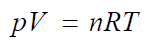 pV = nRT